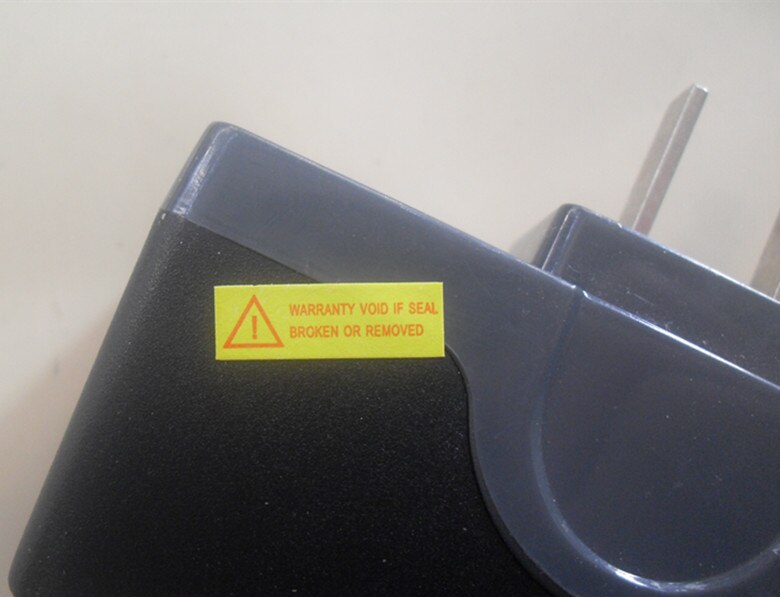 WARRANTY VOID IF SEAL
BROKEN OR REMOVED